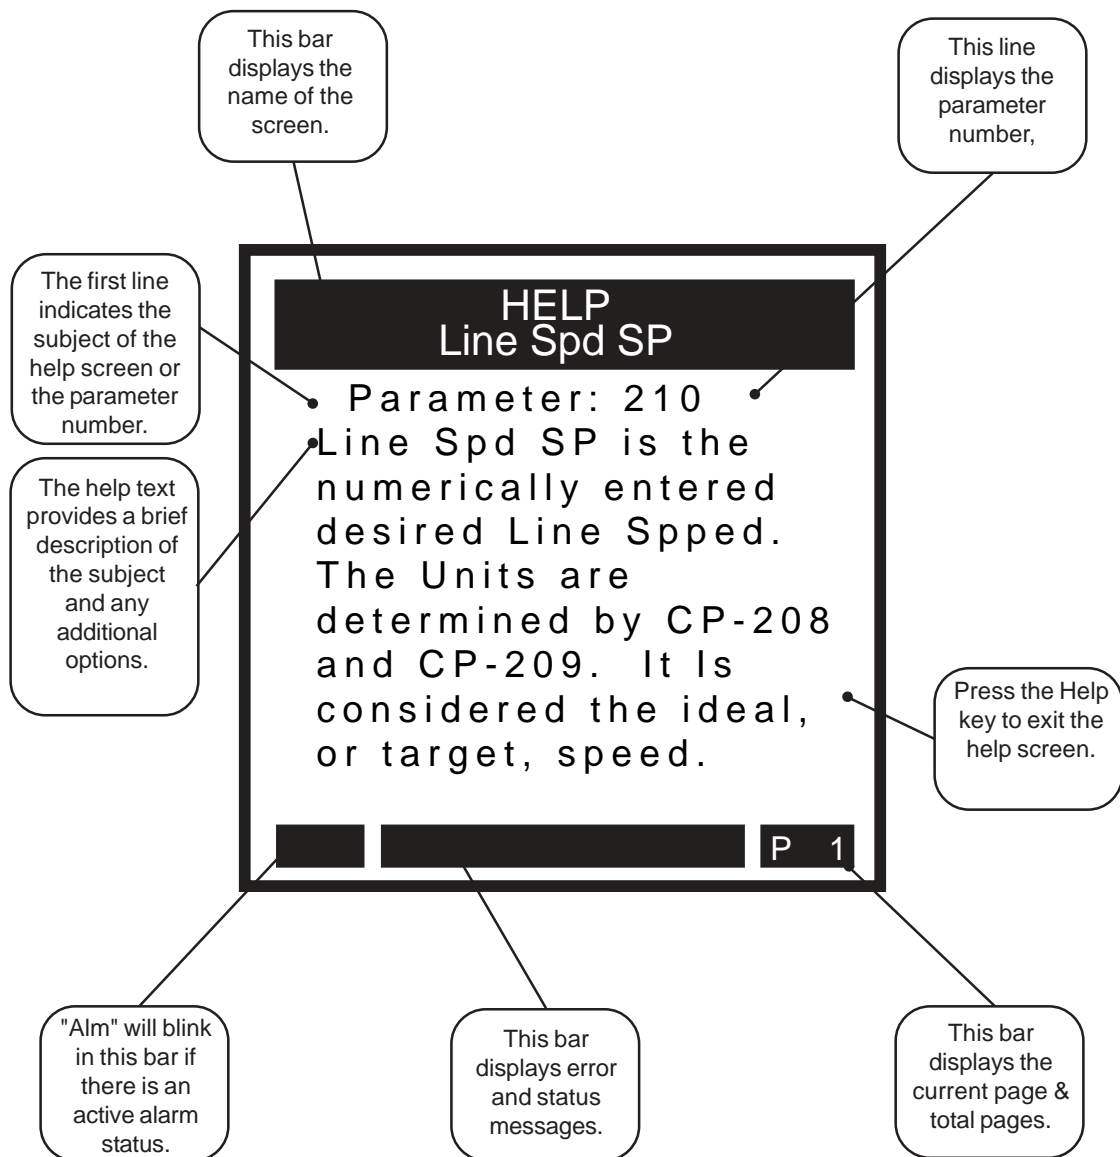 This bar
displays the
name of the
screen.
This line
displays the
parameter
number,
The first line
indicates the
subject of the
help screen or
the parameter
number.
The help text
provides a brief
description of
the subject
and any
additional
options.
HELP
Line Spd SP
Parameter: 210
Line Spd SP is the
numerically entered
desired Line Spped.
The Units are
determined by CP-208
and CP-209.  It Is
considered the ideal,
or target, speed.
P 1
Press the Help
key to exit the
help screen.
"Alm" will blink
in this bar if
there is an
active alarm
status.
This bar
displays error
and status
messages.
This bar
displays the
current page &
total pages.